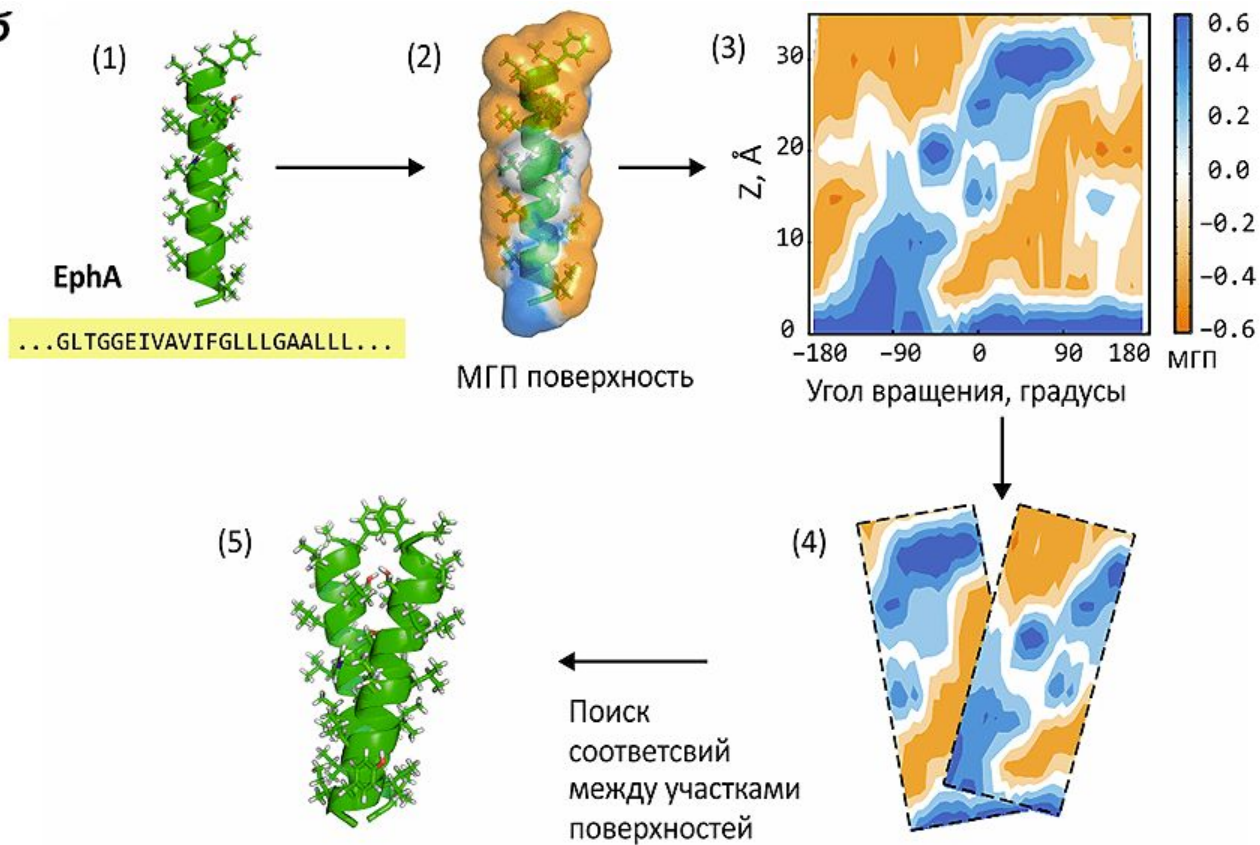 б
(1)
(2)
(3)
EphA
...GLTGGEIVAVIFGLLLGAALLL...
МГП поверхность
Z, Å
30
20
10
0
−180 −90 0 90 180
Угол вращения, градусы
0.6
0.4
0.2
0.0
−0.2
−0.4
−0.6
МГП
(5)
(4)
Поиск
соответсвий
между участками
поверхностей